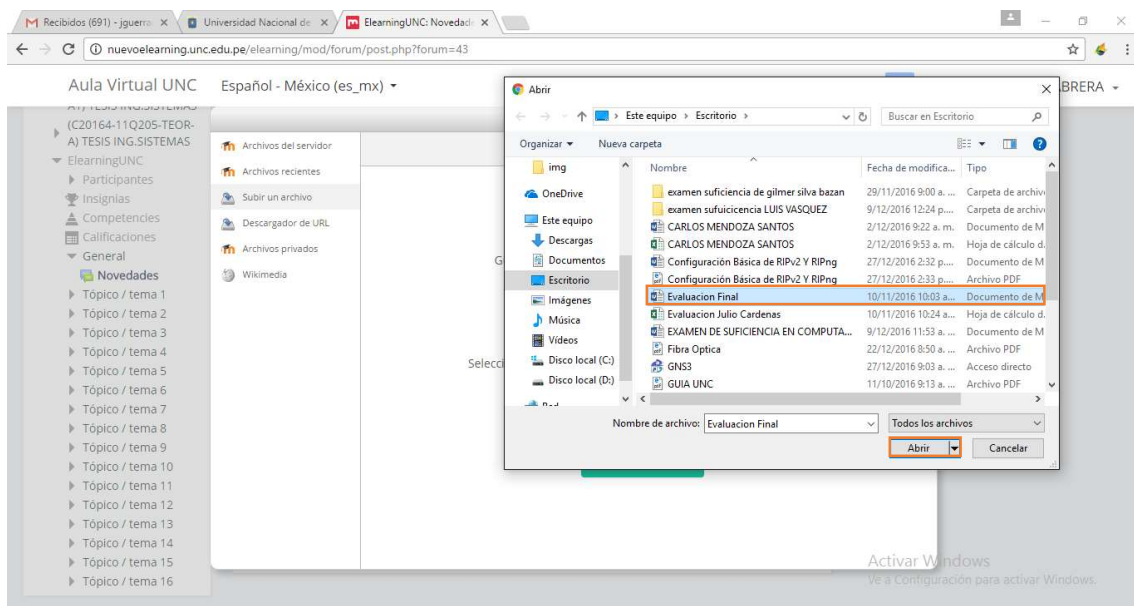 Recibidos (691) - jguerra
Universidad Nacional de
ElearningUNC: Novedade
nuevoelearning.unc.edu.pe/elearning/mod/forum/post.php?forum=43
Aula Virtual UNC
Español - México (es_mx)
BRERA
(C20164-11Q205-TEOR-
A) TESIS ING.SISTEMAS
ElearningUNC
Participantes
Insignias
Competencies
Calificaciones
General
Novedades
Tópico / tema 1
Tópico / tema 2
Tópico / tema 3
Tópico / tema 4
Tópico / tema 5
Tópico / tema 6
Tópico / tema 7
Tópico / tema 8
Tópico / tema 9
Tópico / tema 10
Tópico / tema 11
Tópico / tema 12
Tópico / tema 13
Tópico / tema 14
Tópico / tema 15
Tópico / tema 16
Archivos del servidor
Archivos recientes
Subir un archivo
Descargador de URL
Archivos privados
Wikimedia
G
Selecci
Abrir
Este equipo > Escritorio >
Buscar en Escritorio
Organizar
Nueva carpeta
img
OneDrive
Este equipo
Descargas
Documentos
Escritorio
Imágenes
Música
Vídeos
Disco local (C:)
Disco local (D:)
Nombre Fecha de modifica... Tipo
examen suficiencia de gilmer silva bazan 29/11/2016 9:00 a. ... Carpeta de archiv
examen sufuicicencia LUIS VASQUEZ 9/12/2016 12:24 p.... Carpeta de archiv
CARLOS MENDOZA SANTOS 2/12/2016 9:22 a. m. Documento de M
CARLOS MENDOZA SANTOS 2/12/2016 9:53 a. m. Hoja de cálculo d.
Configuración Básica de RIPv2 Y RIPng 27/12/2016 2:32 p.... Documento de M
Configuración Básica de RIPv2 Y RIPng 27/12/2016 2:33 p.... Archivo PDF
Evaluacion Final 10/11/2016 10:03 a... Documento de M
Evaluacion Julio Cardenas 10/11/2016 10:24 a... Hoja de cálculo d.
EXAMEN DE SUFICIENCIA EN COMPUTA... 9/12/2016 11:53 a. ... Documento de M
Fibra Optica 22/12/2016 8:50 a. ... Archivo PDF
GNS3 27/12/2016 9:03 a. ... Acceso directo
GUIA UNC 11/10/2016 9:13 a. ... Archivo PDF
Nombre de archivo: Evaluacion Final
Todos los archivos
Abrir
Cancelar
Activar Windows
Ve a Configuración para activar Windows.